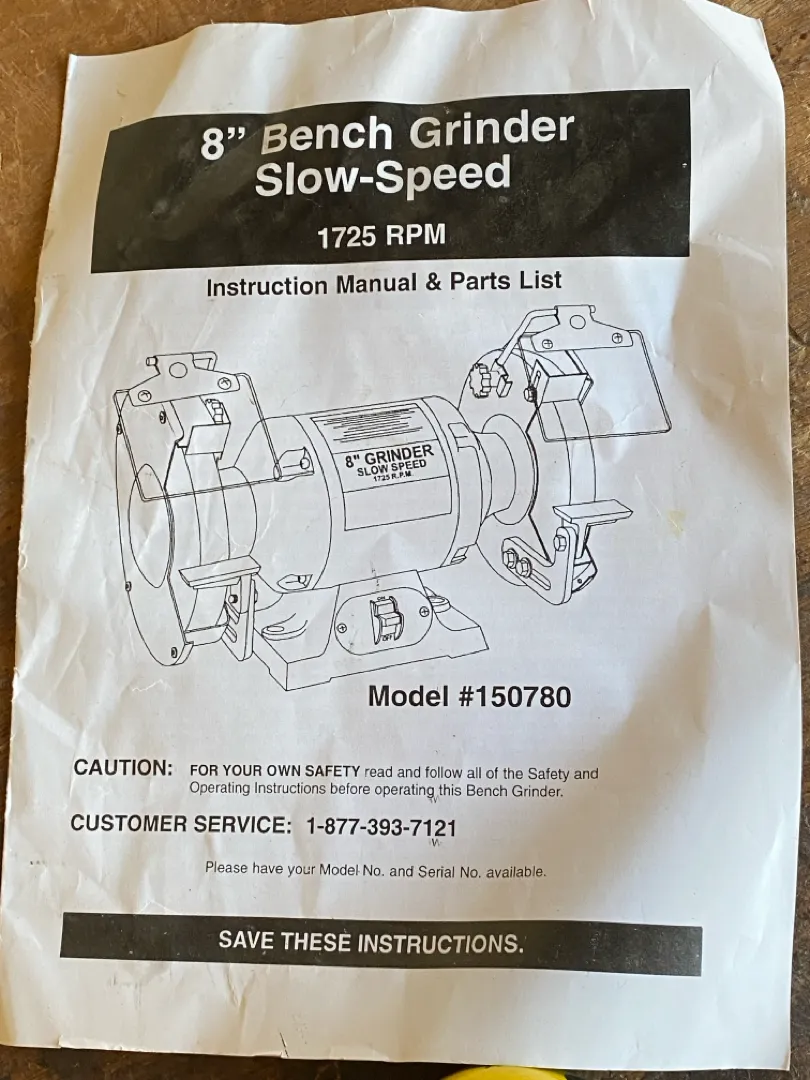 8” Bench Grinder
Slow-Speed
1725 RPM
Instruction Manual & Parts List
8" GRINDER
SLOW SPEED
1725 R.P.M.
ON
OFF
Model #150780
CAUTION: FOR YOUR OWN SAFETY read and follow all of the Safety and
Operating Instructions before operating this Bench Grinder.
CUSTOMER SERVICE: 1-877-393-7121
Please have your Model No. and Serial No. available.
SAVE THESE INSTRUCTIONS.